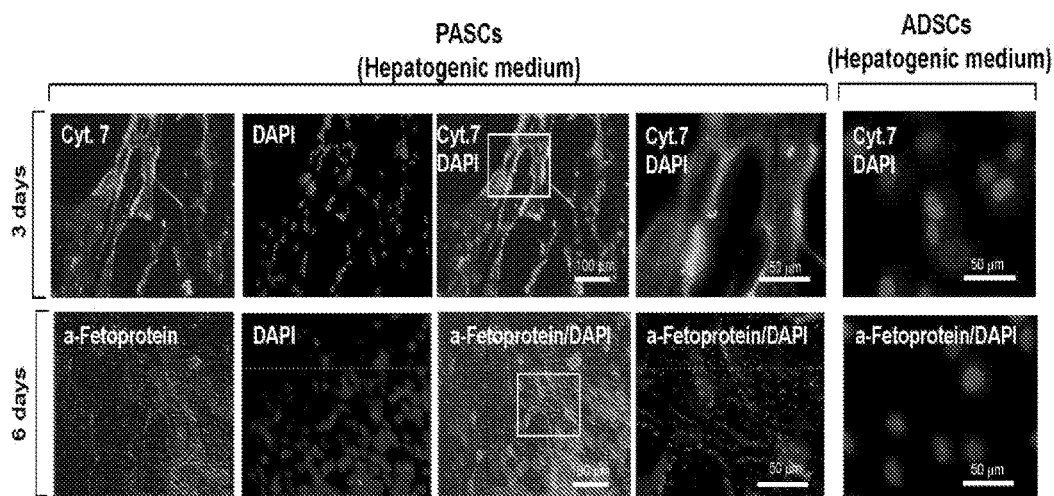 PASCs
(Hepatogenic medium)
ADSCs
(Hepatogenic medium)
3 days
Cyt. 7
DAPI
Cyt.7
DAPI
100 µm
Cyt.7
DAPI
50 µm
Cyt.7
DAPI
50 µm
6 days
a-Fetoprotein
DAPI
a-Fetoprotein/DAPI
50 µm
a-Fetoprotein/DAPI
50 µm
a-Fetoprotein/DAPI
50 µm